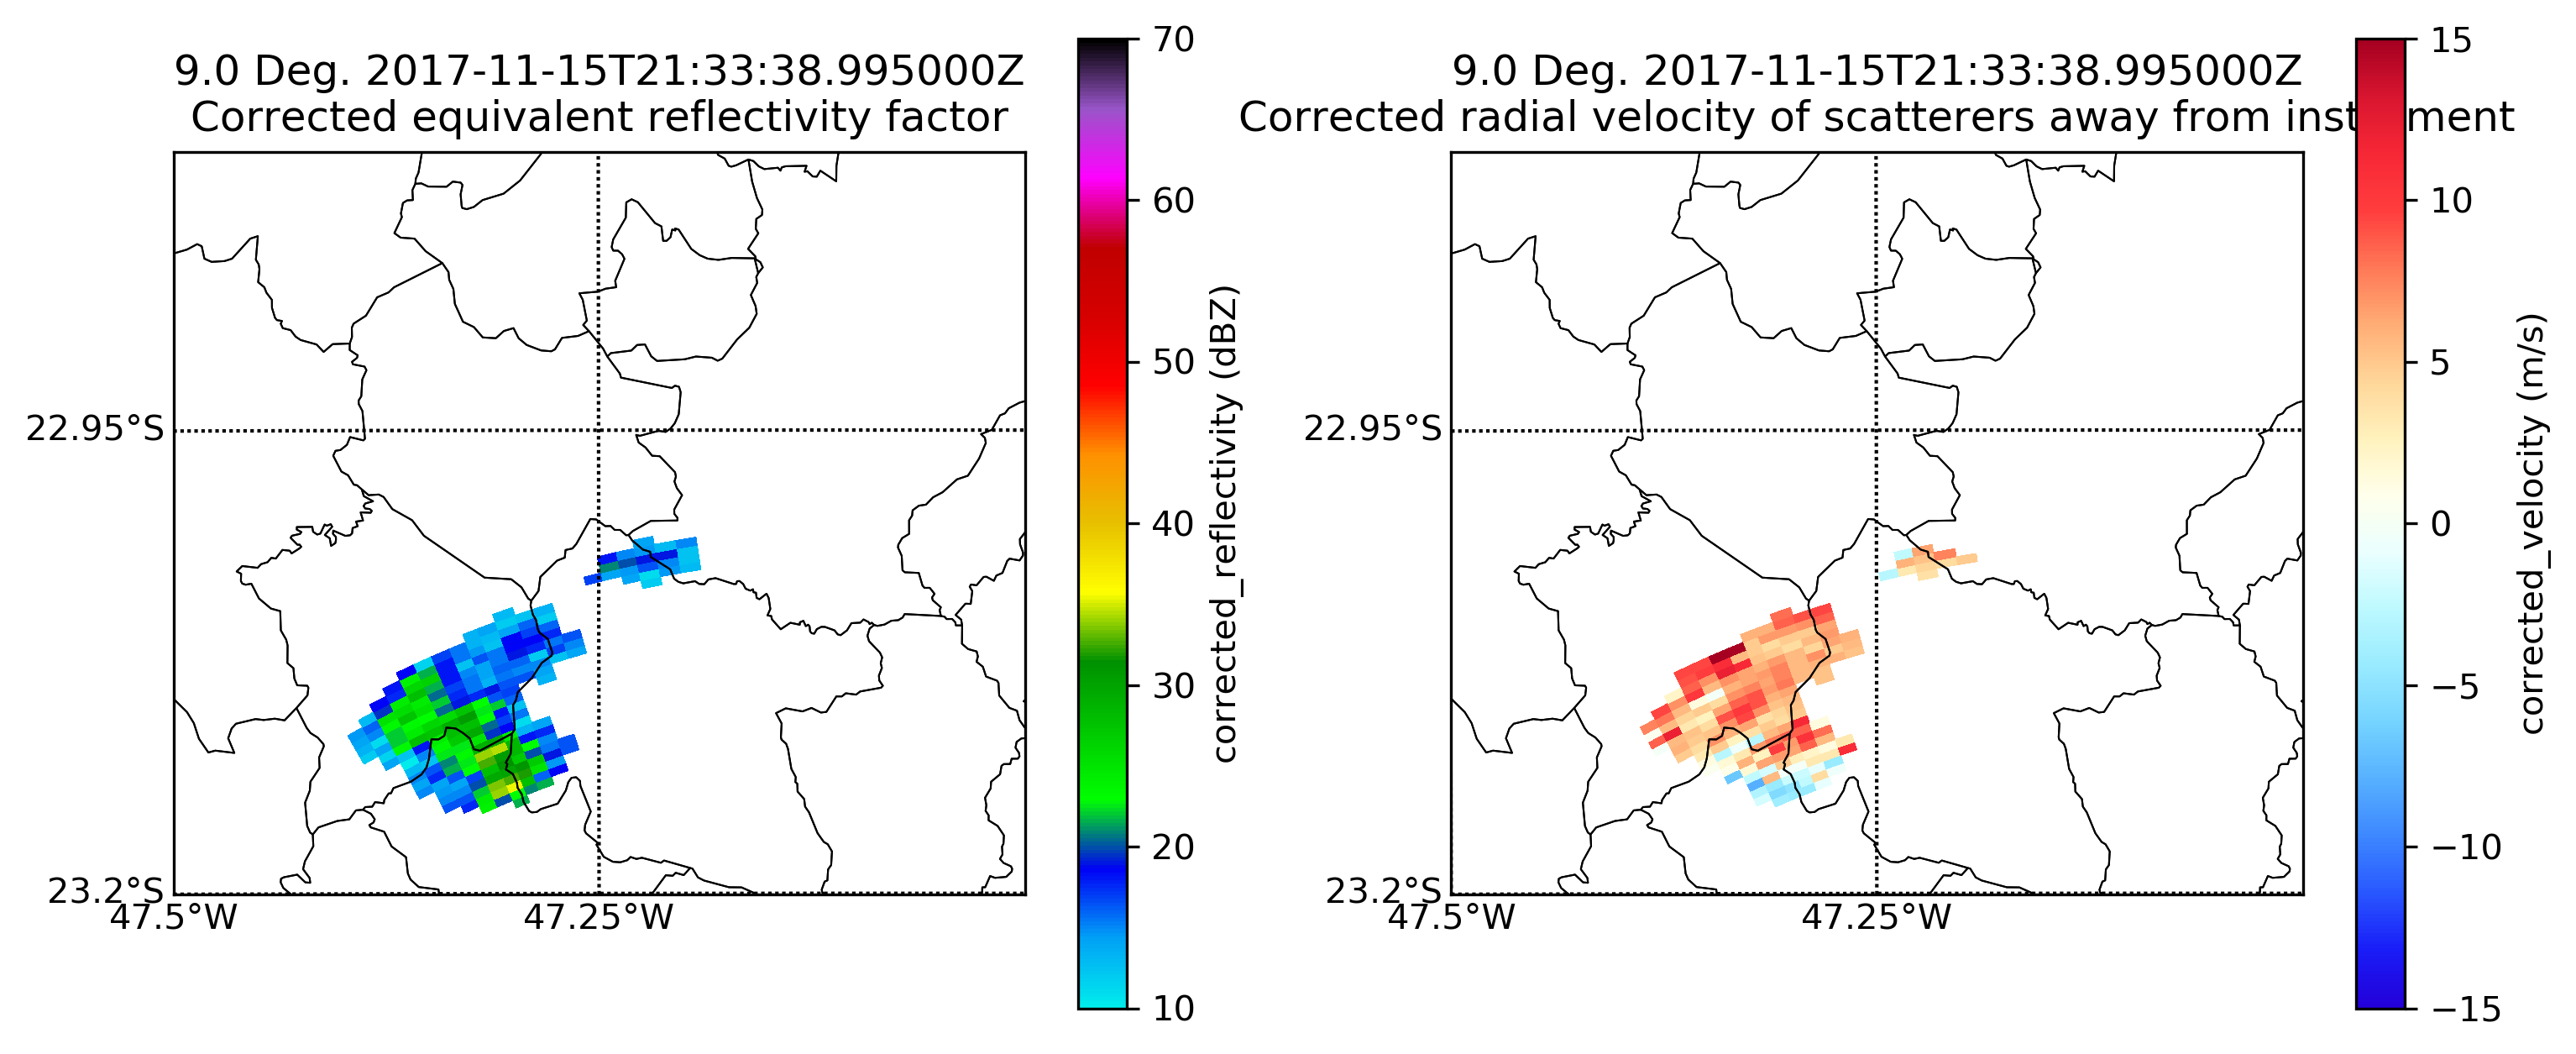 9.0 Deg. 2017-11-15T21:33:38.995000Z
Corrected equivalent reflectivity factor
22.95°S
23.2°S
47.5°W
47.25°W
70
60
50
40
30
20
10
corrected_reflectivity (dBZ)
9.0 Deg. 2017-11-15T21:33:38.995000Z
Corrected radial velocity of scatterers away from inst ment
22.95°S
23.2°S
47.5°W
47.25°W
15
10
5
0
−5
−10
−15
corrected_velocity (m/s)